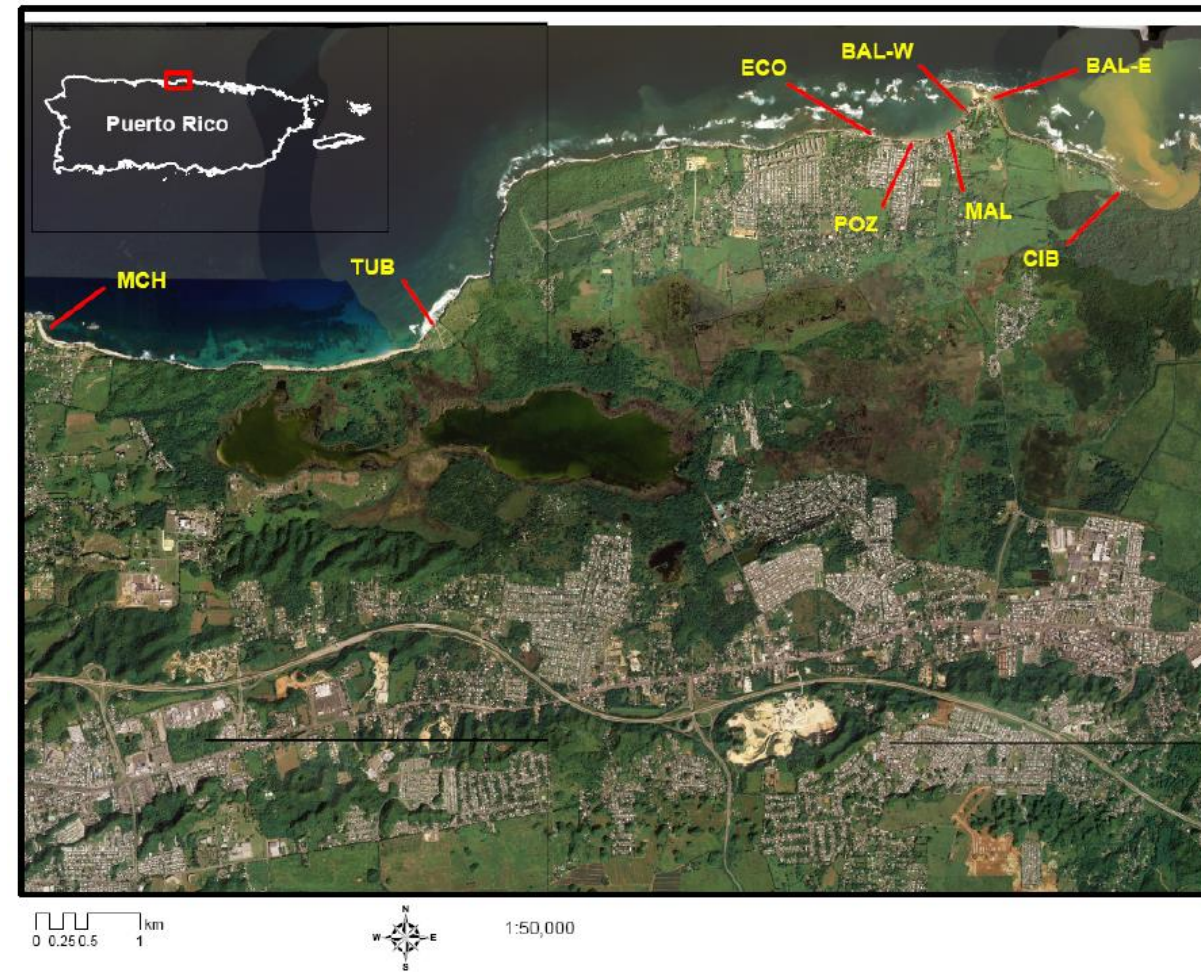 Puerto Rico
ECO
BAL-W
BAL-E
POZ
MAL
CIB
MCH
TUB
km
0 0.25 0.5 1
N
W E
S
1:50,000